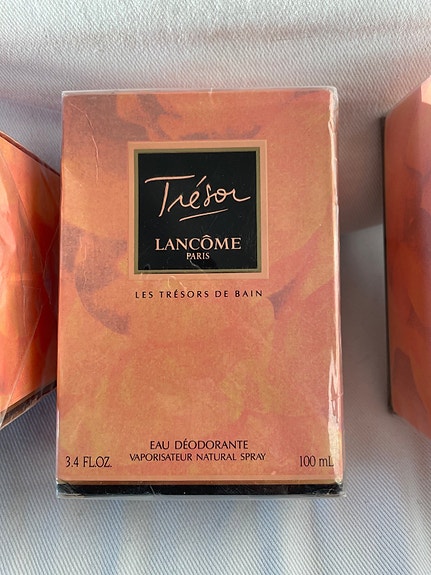 Trésor
LANCÔME
PARIS
LES TRÉSORS DE BAIN
EAU DÉODORANTE
3.4 FL.OZ. VAPORISATEUR NATURAL SPRAY 100 mL